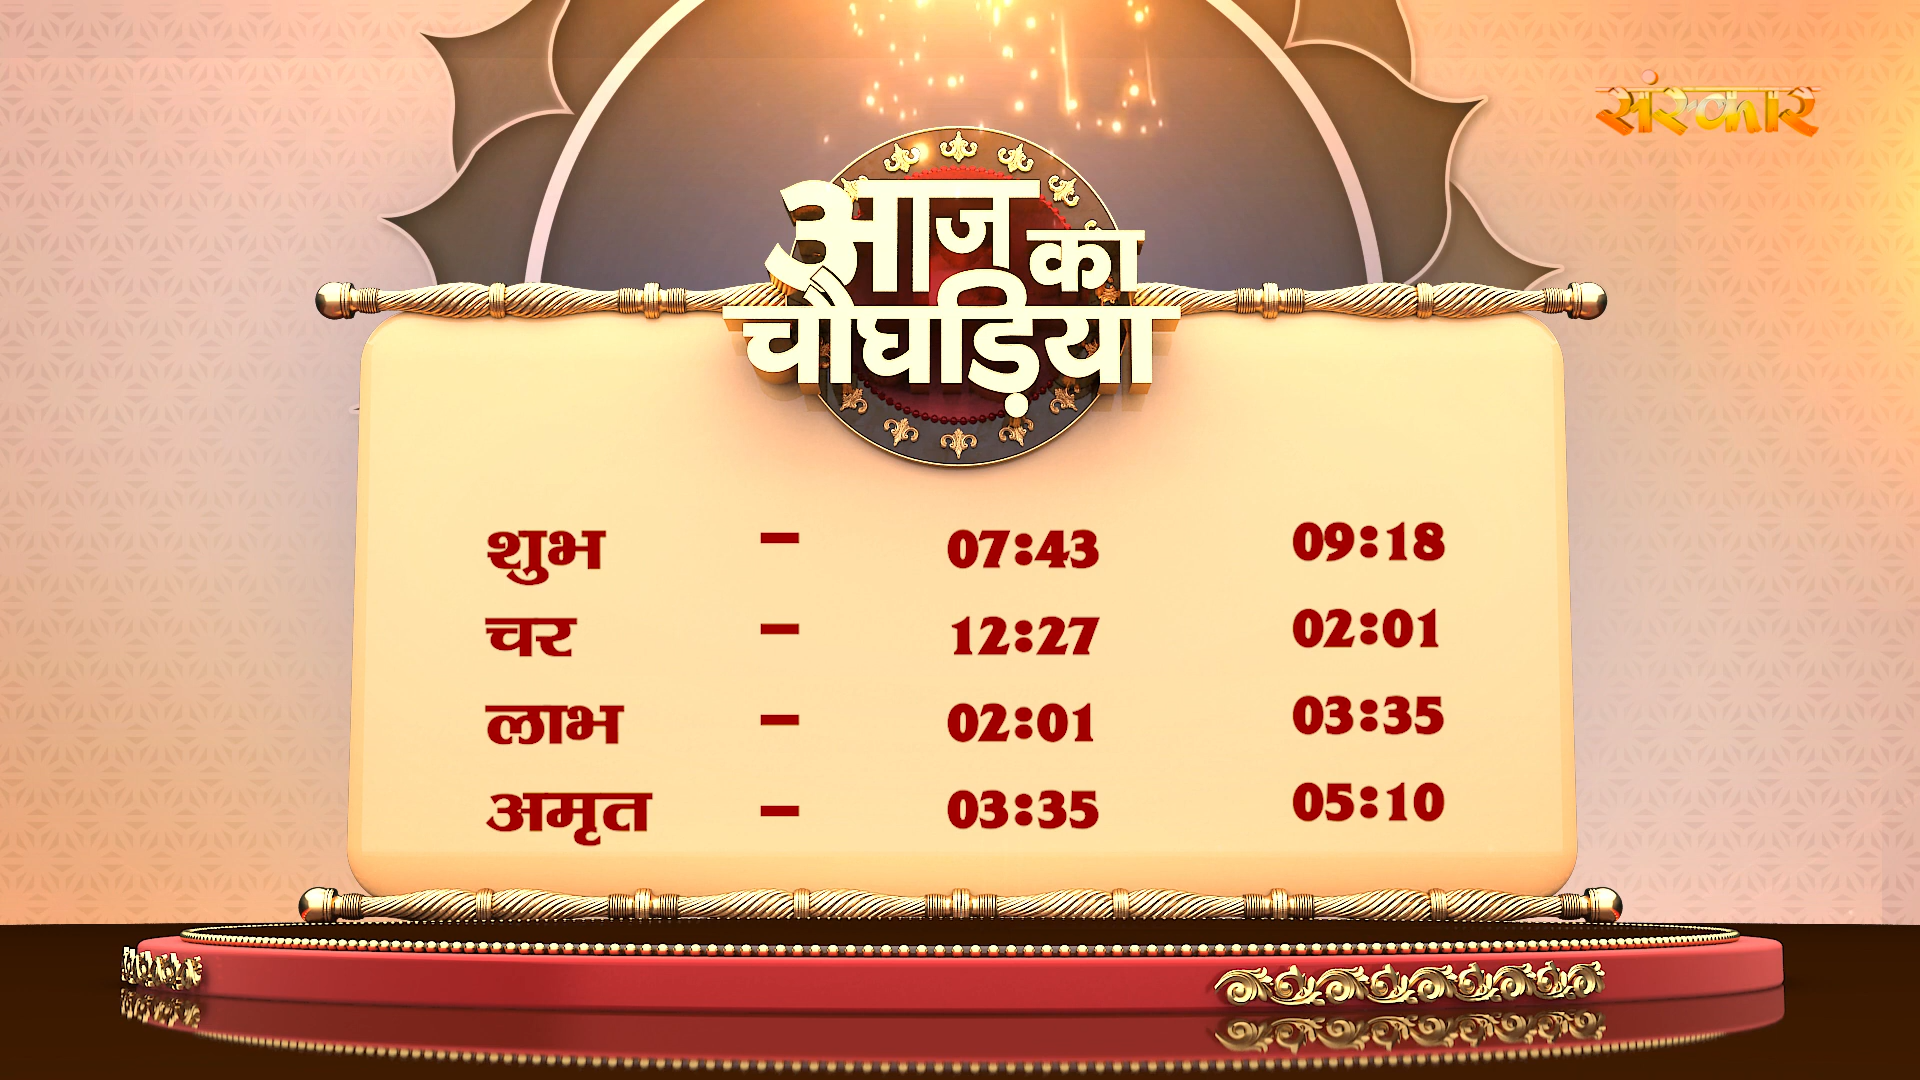 संस्कार
आज का
चौघड़िया
शुभ - 07:43 09:18
चर - 12:27 02:01
लाभ - 02:01 03:35
अमृत - 03:35 05:10